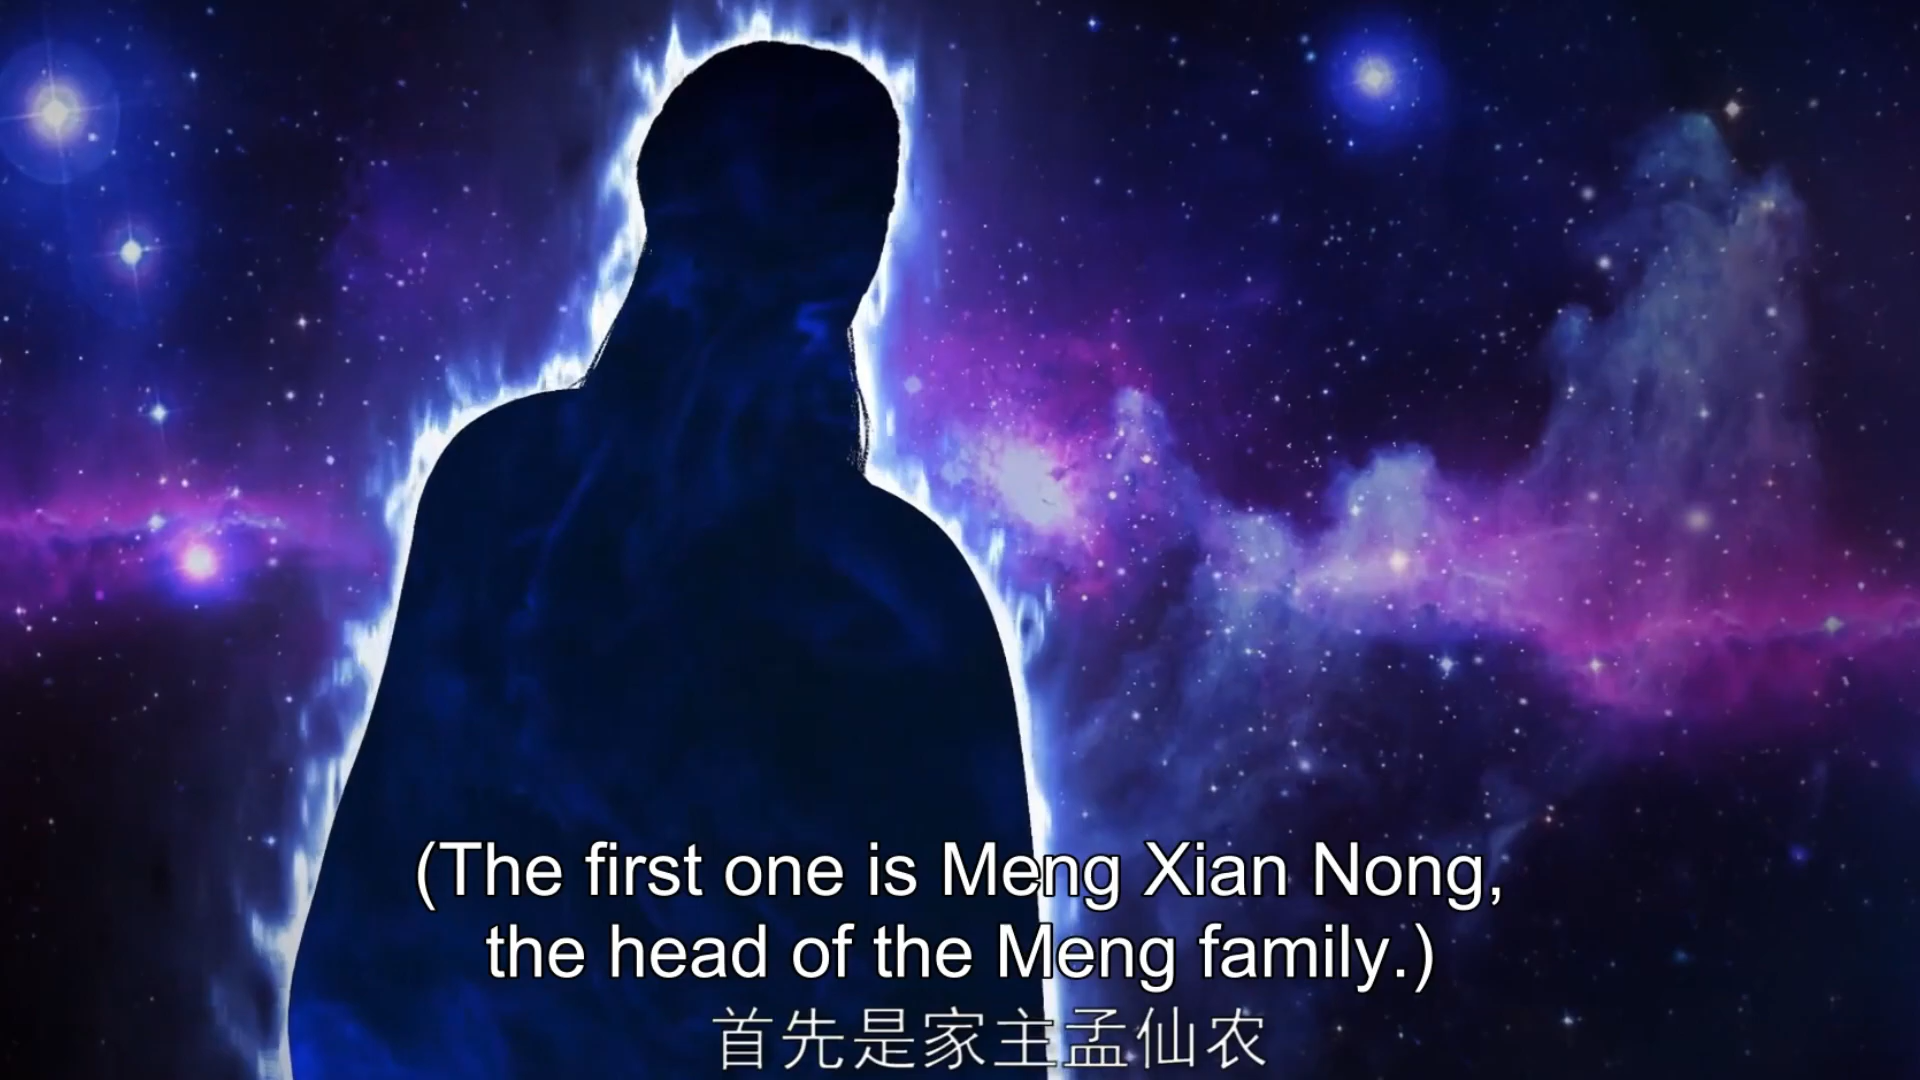 (The first one is Meng Xian Nong,
the head of the Meng family.)
首先是家主孟仙农